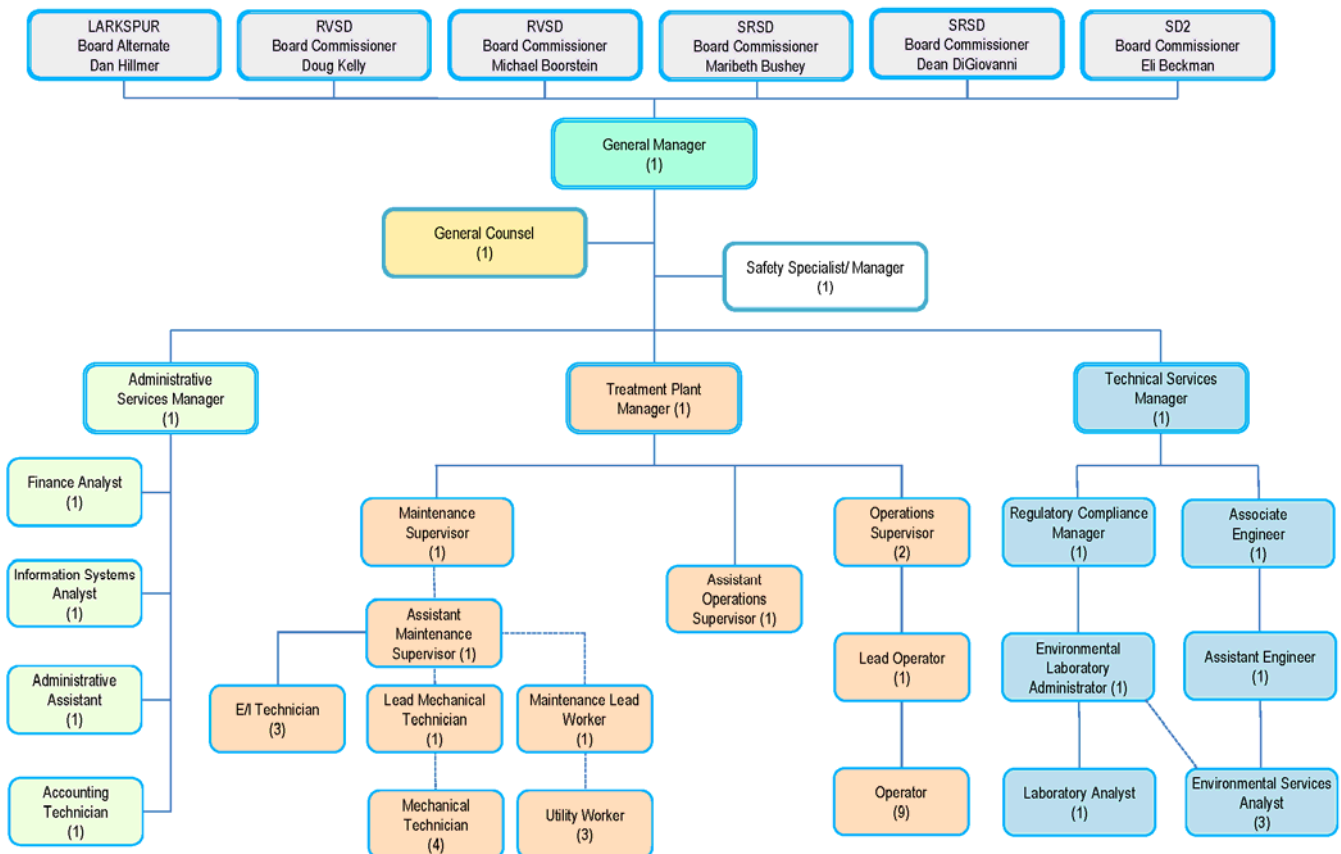 LARKSPUR
Board Alternate
Dan Hillmer
RVSD
Board Commissioner
Doug Kelly
RVSD
Board Commissioner
Michael Boorstein
SRSD
Board Commissioner
Maribeth Bushey
SRSD
Board Commissioner
Dean DiGiovanni
SD2
Board Commissioner
Eli Beckman
General Manager
(1)
General Counsel
(1)
Safety Specialist/ Manager
(1)
Administrative
Services Manager
(1)
Treatment Plant
Manager (1)
Technical Services
Manager
(1)
Finance Analyst
(1)
Information Systems
Analyst
(1)
Administrative
Assistant
(1)
Accounting
Technician
(1)
Maintenance
Supervisor
(1)
Assistant
Maintenance
Supervisor (1)
E/I Technician
(3)
Lead Mechanical
Technician
(1)
Maintenance Lead
Worker
(1)
Mechanical
Technician
(4)
Utility Worker
(3)
Assistant
Operations
Supervisor (1)
Operations
Supervisor
(2)
Lead Operator
(1)
Operator
(9)
Regulatory Compliance
Manager
(1)
Associate
Engineer
(1)
Environmental
Laboratory
Administrator (1)
Assistant Engineer
(1)
Laboratory Analyst
(1)
Environmental Services
Analyst
(3)